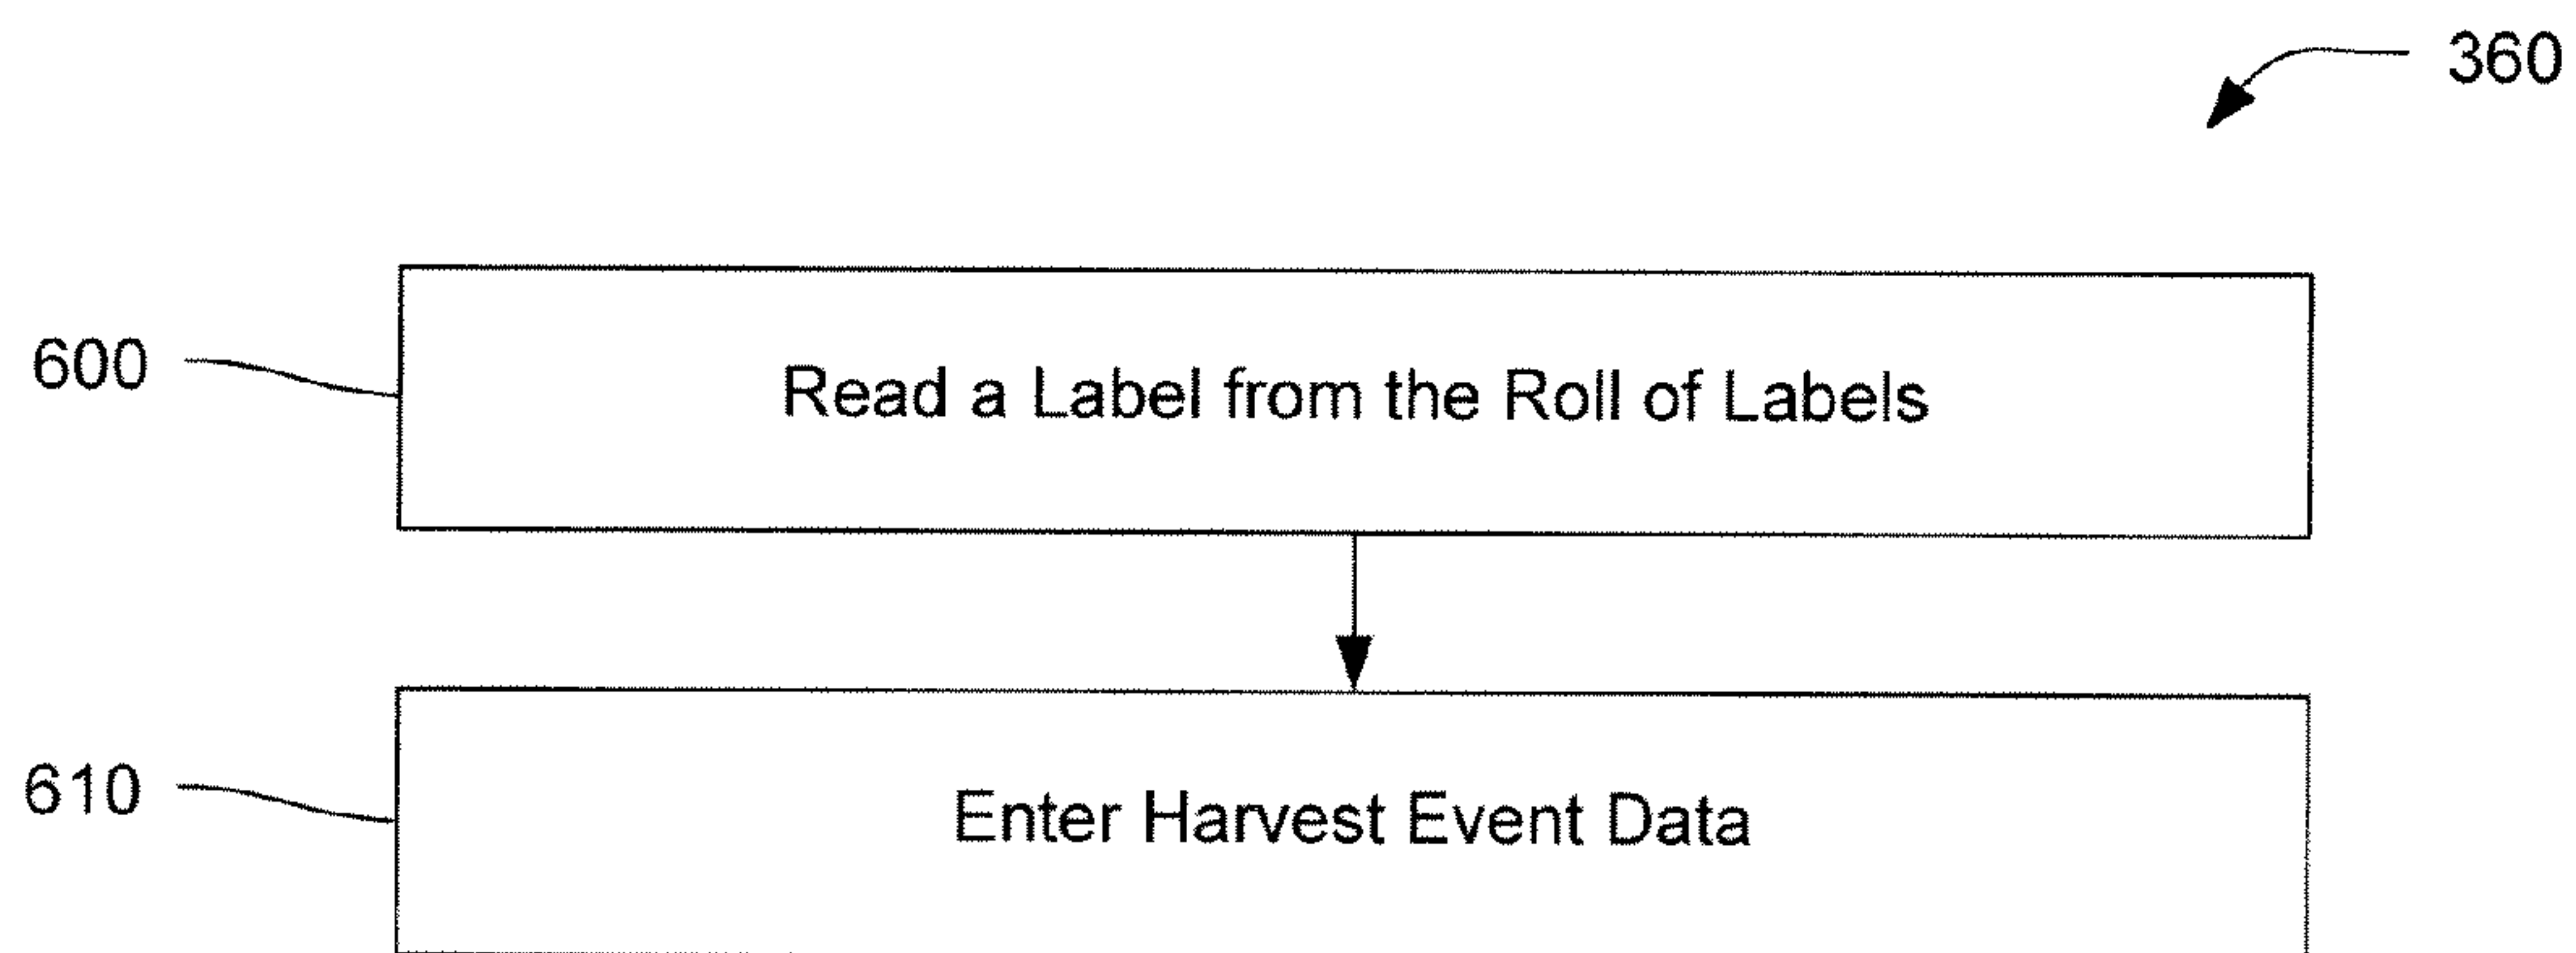 360
600
Read a Label from the Roll of Labels
610
Enter Harvest Event Data